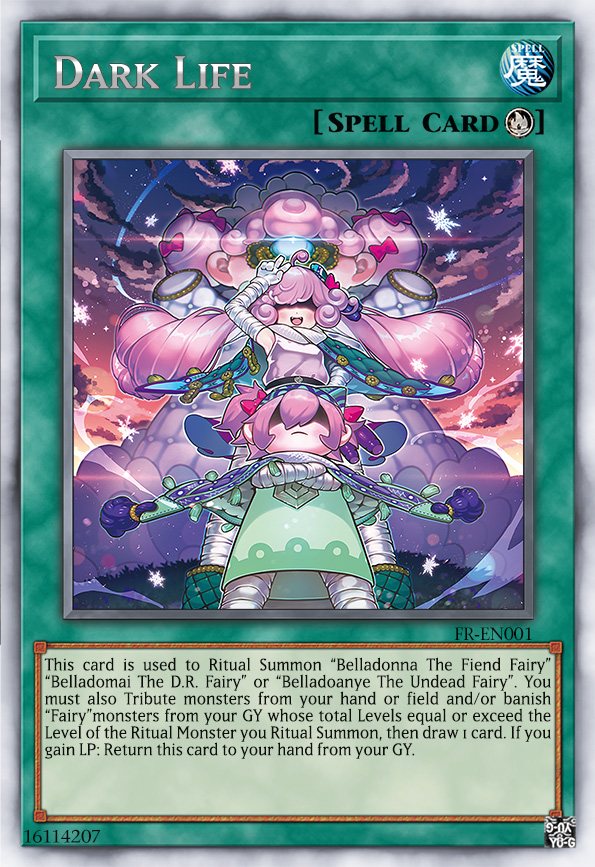 DARK LIFE
SPELL
魔
[SPELL CARD]
FR-EN001
This card is used to Ritual Summon “Belladonna The Fiend Fairy”
“Belladomai The D.R. Fairy” or “Belladoanye The Undead Fairy”. You
must also Tribute monsters from your hand or field and/or banish
“Fairy”monsters from your GY whose total Levels equal or exceed the
Level of the Ritual Monster you Ritual Summon, then draw 1 card. If you
gain LP: Return this card to your hand from your GY.
16114207